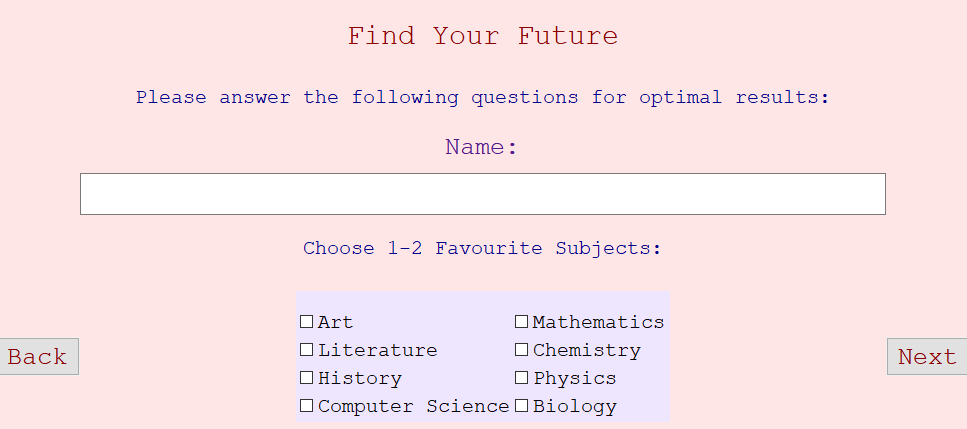 Find Your Future
Please answer the following questions for optimal results:
Name:
Choose 1-2 Favourite Subjects:
Art Mathematics
Literature Chemistry
Back Next
History Physics
Computer Science Biology